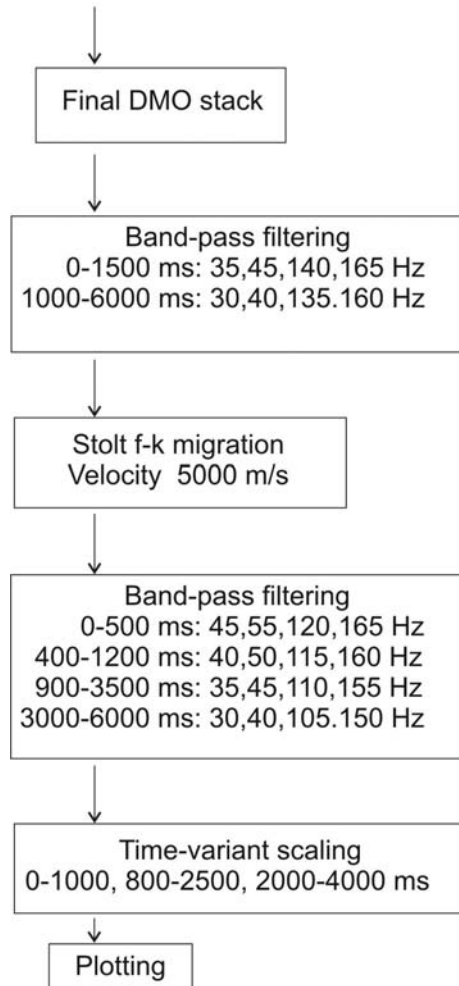 Final DMO stack
Band-pass filtering
0-1500 ms: 35,45,140,165 Hz
1000-6000 ms: 30,40,135.160 Hz
Stolt f-k migration
Velocity 5000 m/s
Band-pass filtering
0-500 ms: 45,55,120,165 Hz
400-1200 ms: 40,50,115,160 Hz
900-3500 ms: 35,45,110,155 Hz
3000-6000 ms: 30,40,105.150 Hz
Time-variant scaling
0-1000, 800-2500, 2000-4000 ms
Plotting